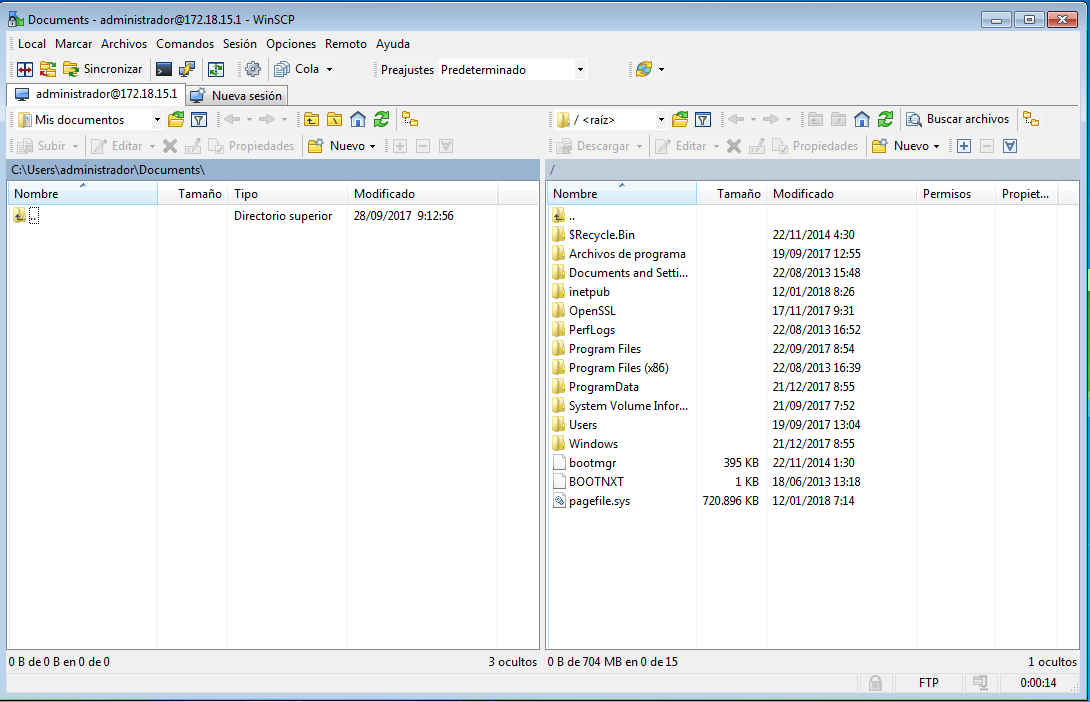 Documents - administrador@172.18.15.1 - WinSCP
Local Marcar Archivos Comandos Sesión Opciones Remoto Ayuda
Sincronizar Cola Preajustes Predeterminado
administrador@172.18.15.1 Nueva sesión
Mis documentos / <raíz> Buscar archivos
Subir Editar Propiedades Nuevo Descargar Editar Propiedades Nuevo
C:\Users\administrador\Documents\ /
Nombre Tamaño Tipo Modificado
.. Directorio superior 28/09/2017 9:12:56
Nombre Tamaño Modificado Permisos Propiet...
..
$Recycle.Bin 22/11/2014 4:30
Archivos de programa 19/09/2017 12:55
Documents and Setti... 22/08/2013 15:48
inetpub 12/01/2018 8:26
OpenSSL 17/11/2017 9:31
PerfLogs 22/08/2013 16:52
Program Files 22/09/2017 8:54
Program Files (x86) 22/08/2013 16:39
ProgramData 21/12/2017 8:55
System Volume Infor... 21/09/2017 7:52
Users 19/09/2017 13:04
Windows 21/12/2017 8:55
bootmgr 395 KB 22/11/2014 1:30
BOOTNXT 1 KB 18/06/2013 13:18
pagefile.sys 720.896 KB 12/01/2018 7:14
0 B de 0 B en 0 de 0 3 ocultos 0 B de 704 MB en 0 de 15 1 ocultos
FTP 0:00:14